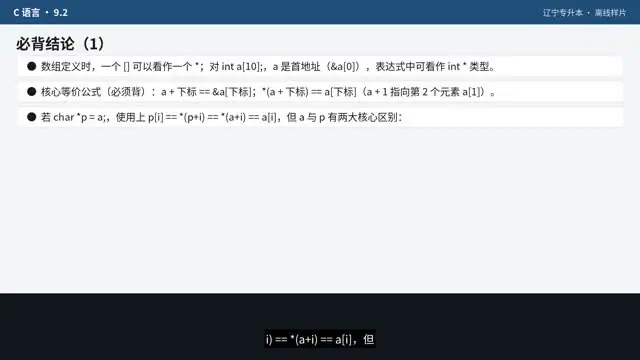 C 语言 • 9.2
辽宁专升本 • 离线样片
必背结论（1）
● 数组定义时，一个 [] 可以看作一个 *；对 int a[10];，a 是首地址（&a[0]），表达式中可看作 int * 类型。
● 核心等价公式（必须背）：a + 下标 == &a[下标]；*(a + 下标) == a[下标]（a + 1 指向第 2 个元素 a[1]）。
● 若 char *p = a;，使用上 p[i] == *(p+i) == *(a+i) == a[i]，但 a 与 p 有两大核心区别：
i) == *(a+i) == a[i]，但